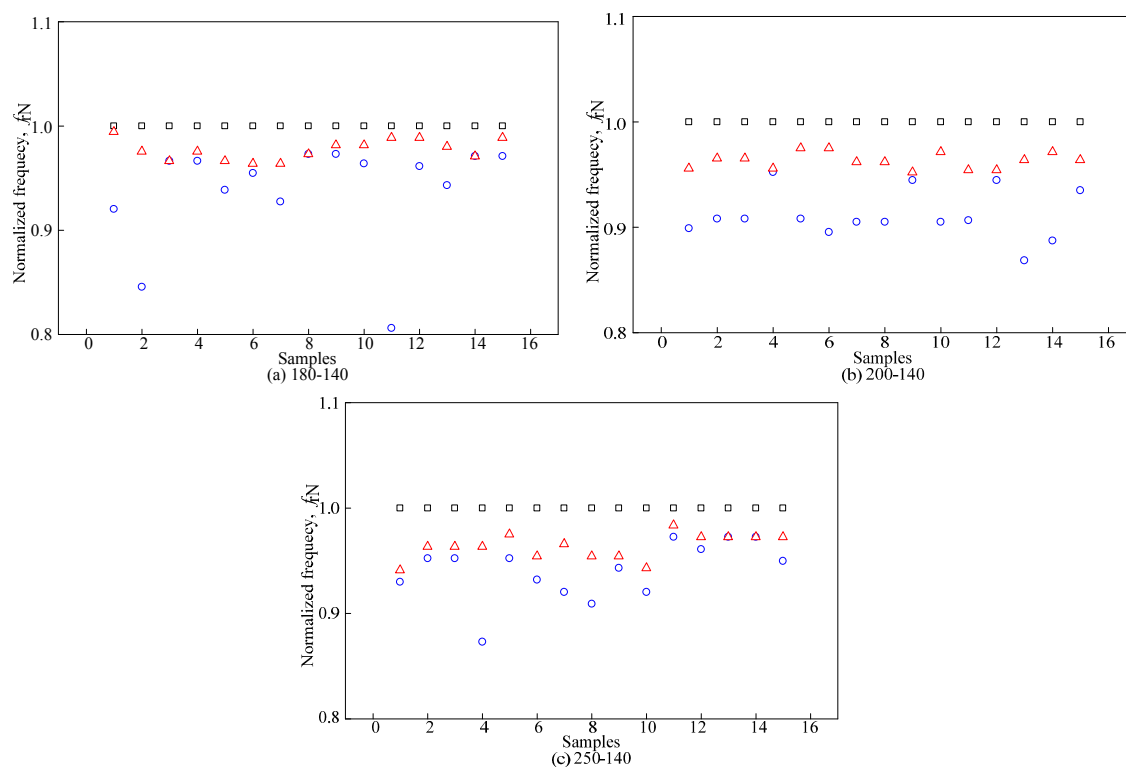 1.1
1.0
0.9
0.8
Normalized frequecy, frN
0 2 4 6 8 10 12 14 16
Samples
(a) 180-140
1.1
1.0
0.9
0.8
Normalized frequecy, frN
0 2 4 6 8 10 12 14 16
Samples
(b) 200-140
1.1
1.0
0.9
0.8
Normalized frequecy, frN
0 2 4 6 8 10 12 14 16
Samples
(c) 250-140